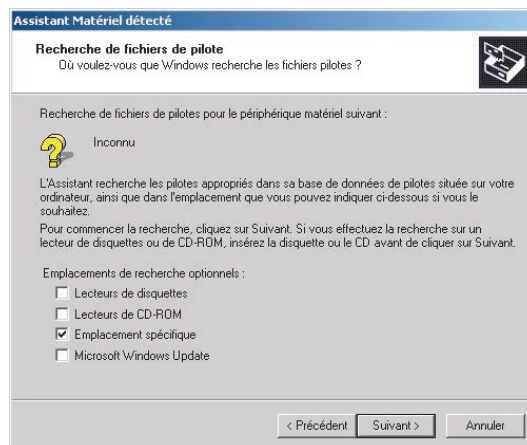 Assistant Matériel détecté
Recherche de fichiers de pilote
Où voulez-vous que Windows recherche les fichiers pilotes ?
Recherche de fichiers de pilotes pour le périphérique matériel suivant :
Inconnu
L'Assistant recherche les pilotes appropriés dans sa base de données de pilotes située sur votre
ordinateur, ainsi que dans l'emplacement que vous pouvez indiquer ci-dessous si vous le
souhaitez.
Pour commencer la recherche, cliquez sur Suivant. Si vous effectuez la recherche sur un
lecteur de disquettes ou de CD-ROM, insérez la disquette ou le CD avant de cliquer sur Suivant.
Emplacements de recherche optionnels :
Lecteurs de disquettes
Lecteurs de CD-ROM
Emplacement spécifique
Microsoft Windows Update
< Précédent
Suivant >
Annuler